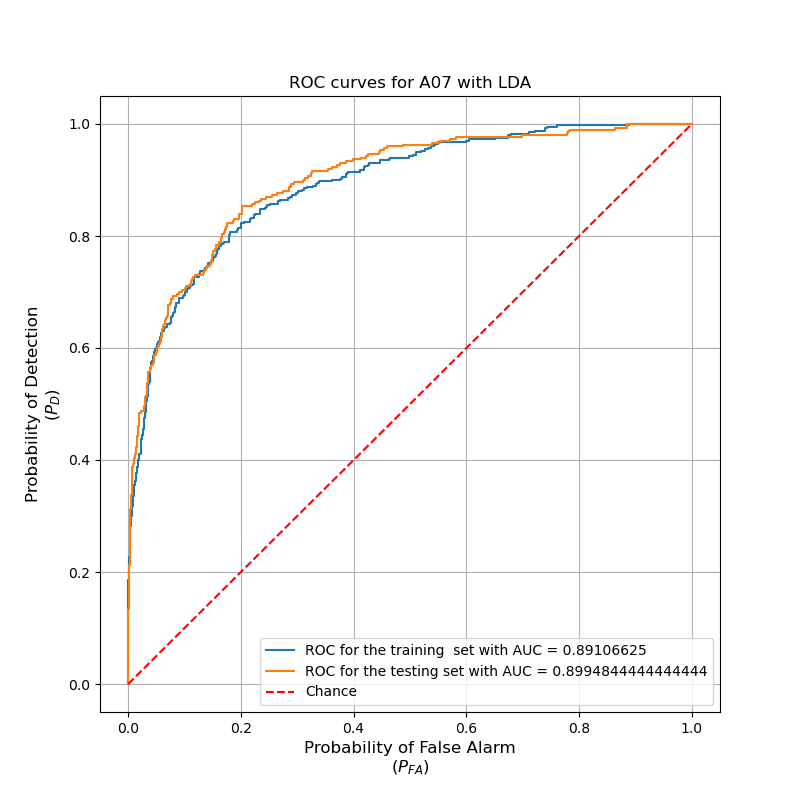 ROC curves for A07 with LDA
1.0
0.8
0.6
0.4
0.2
0.0
Probability of Detection
(P_D)
ROC for the training  set with AUC = 0.89106625
ROC for the testing set with AUC = 0.8994844444444444
Chance
0.0 0.2 0.4 0.6 0.8 1.0
Probability of False Alarm
(P_{FA})